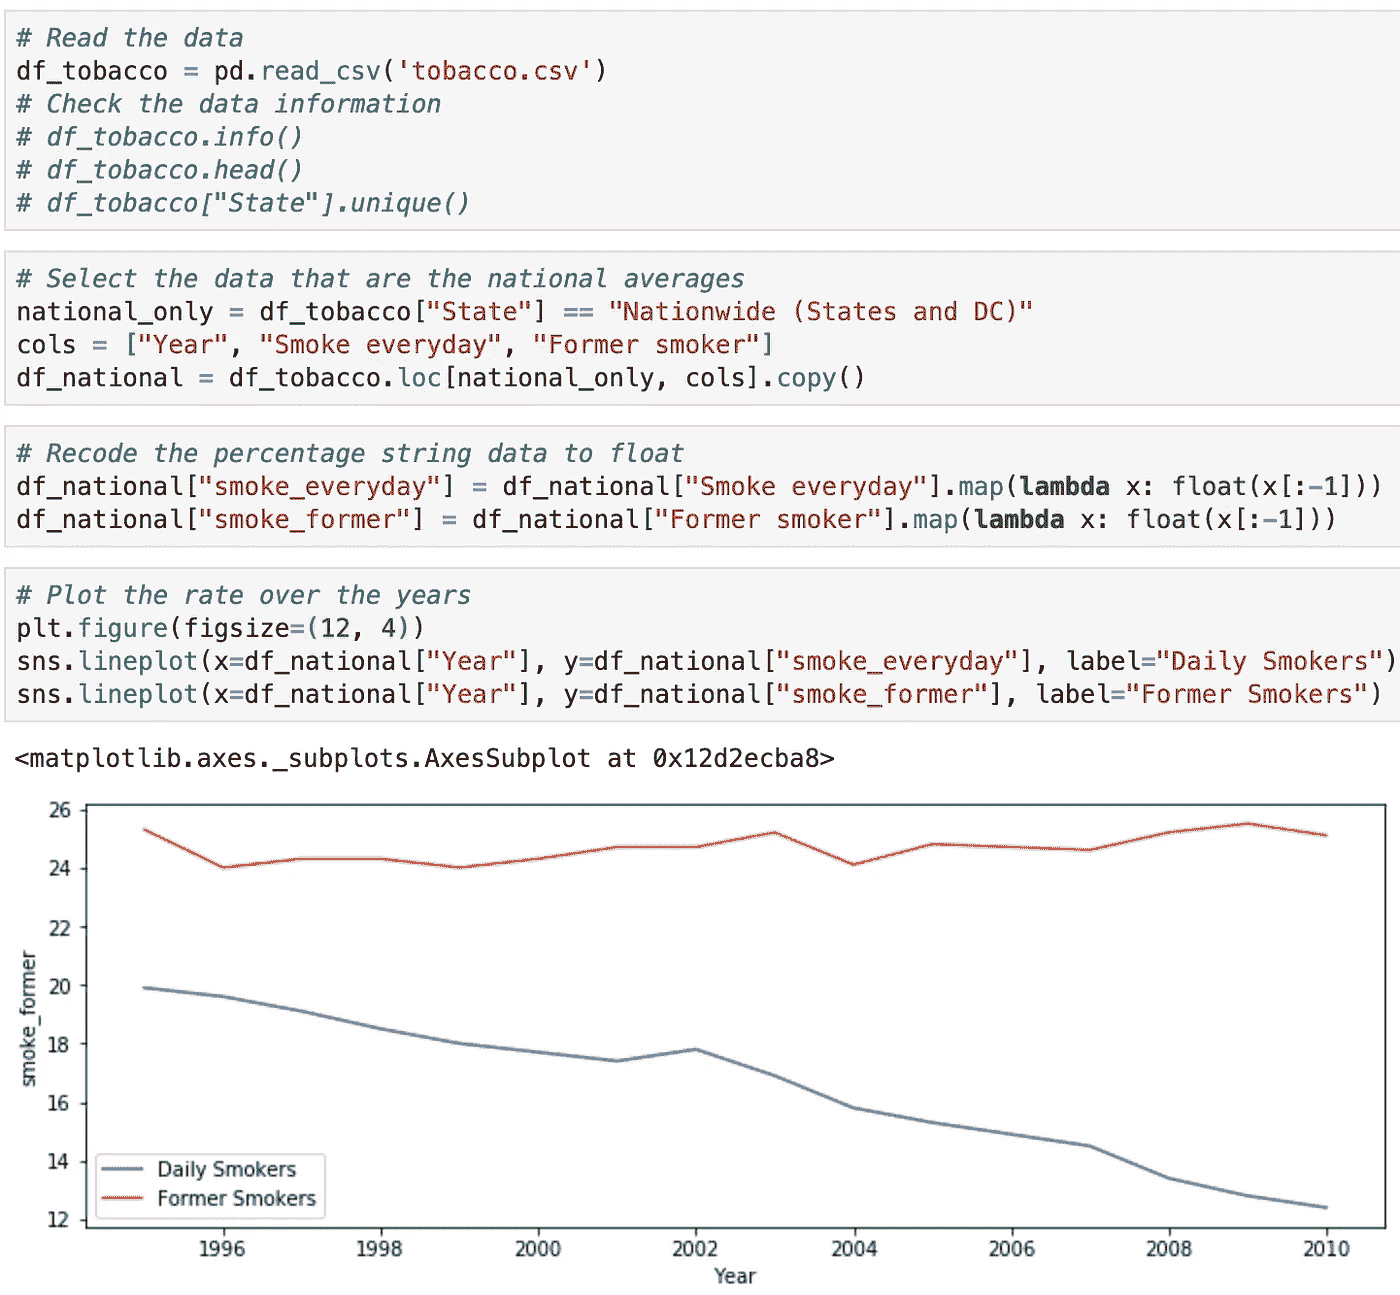 # Read the data
df_tobacco = pd.read_csv('tobacco.csv')
# Check the data information
# df_tobacco.info()
# df_tobacco.head()
# df_tobacco["State"].unique()
# Select the data that are the national averages
national_only = df_tobacco["State"] == "Nationwide (States and DC)"
cols = ["Year", "Smoke everyday", "Former smoker"]
df_national = df_tobacco.loc[national_only, cols].copy()
# Recode the percentage string data to float
df_national["smoke_everyday"] = df_national["Smoke everyday"].map(lambda x: float(x[:-1]))
df_national["smoke_former"] = df_national["Former smoker"].map(lambda x: float(x[:-1]))
# Plot the rate over the years
plt.figure(figsize=(12, 4))
sns.lineplot(x=df_national["Year"], y=df_national["smoke_everyday"], label="Daily Smokers")
sns.lineplot(x=df_national["Year"], y=df_national["smoke_former"], label="Former Smokers")
<matplotlib.axes._subplots.AxesSubplot at 0x12d2ecba8>
26
24
22
20
18
16
14
12
smoke_former
Daily Smokers
Former Smokers
1996 1998 2000 2002 2004 2006 2008 2010
Year